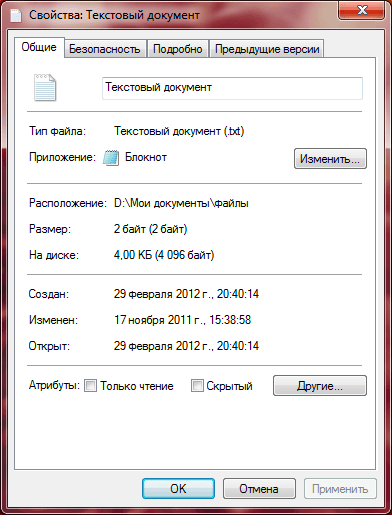 Свойства: Текстовый документ
Общие Безопасность Подробно Предыдущие версии
Текстовый документ
Тип файла: Текстовый документ (.txt)
Приложение: Блокнот Изменить...
Расположение: D:\Мои документы\файлы
Размер: 2 байт (2 байт)
На диске: 4,00 КБ (4 096 байт)
Создан: 29 февраля 2012 г., 20:40:14
Изменен: 17 ноября 2011 г., 15:38:58
Открыт: 29 февраля 2012 г., 20:40:14
Атрибуты: Только чтение Скрытый Другие...
OK Отмена Применить